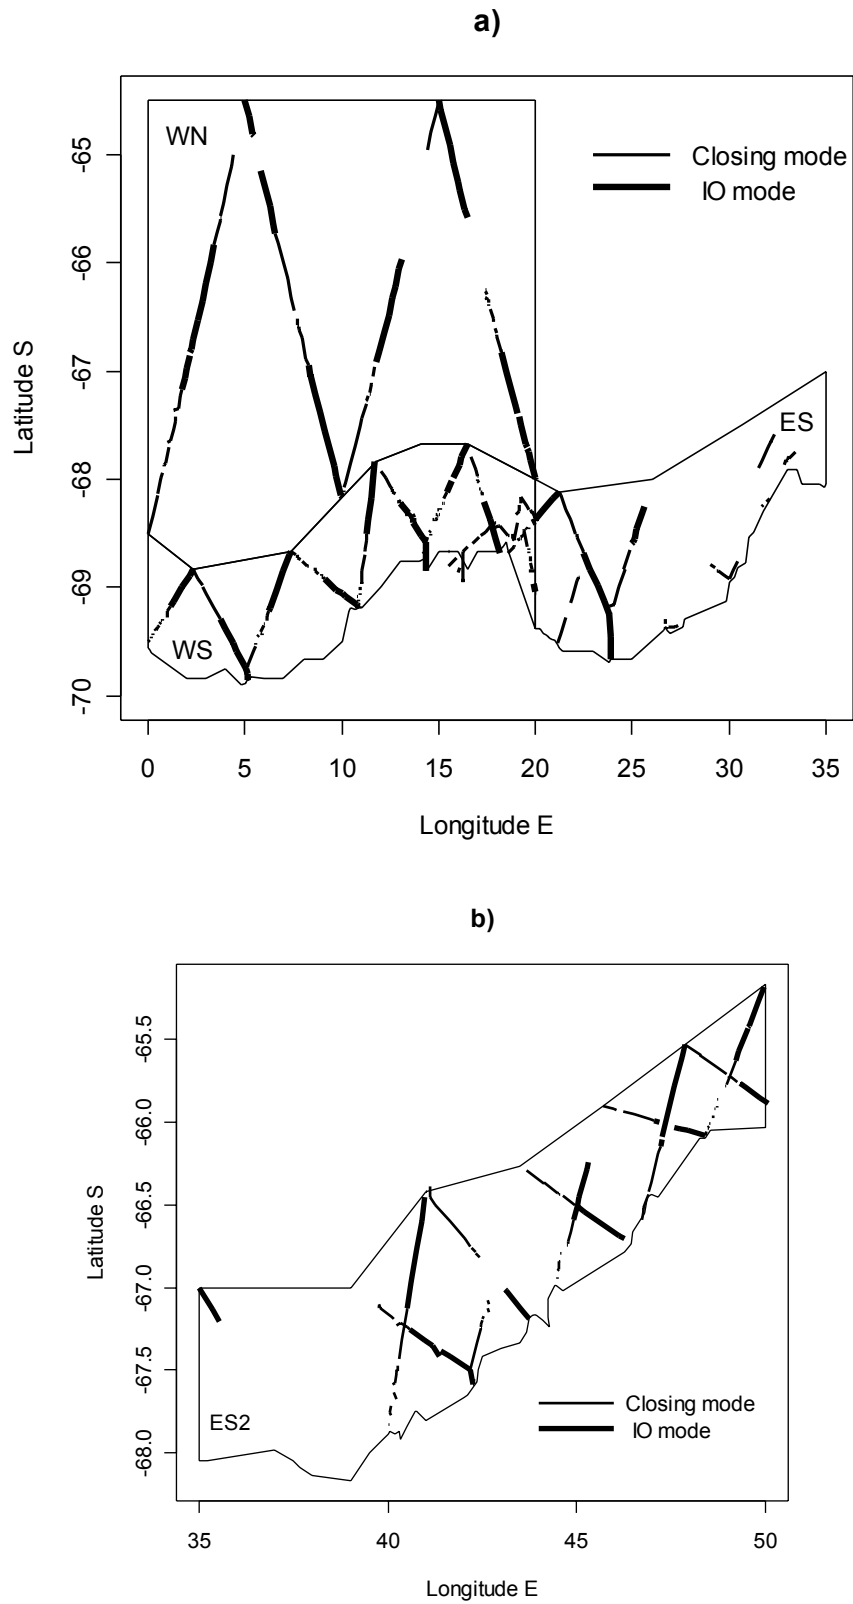 a)
WN
Closing mode
IO mode
ES
WS
-65
-66
-67
-68
-69
-70
Latitude S
0 5 10 15 20 25 30 35
Longitude E
b)
-65.5
-66.0
-66.5
-67.0
-67.5
-68.0
Latitude S
ES2
Closing mode
IO mode
35 40 45 50
Longitude E